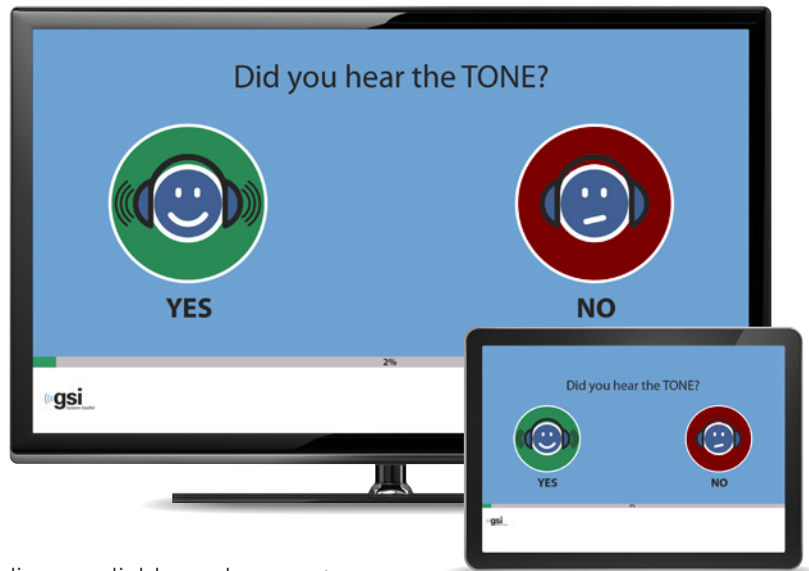 Did you hear the TONE?
YES
NO
2%
gsi
Did you hear the TONE?
YES
NO
gsi